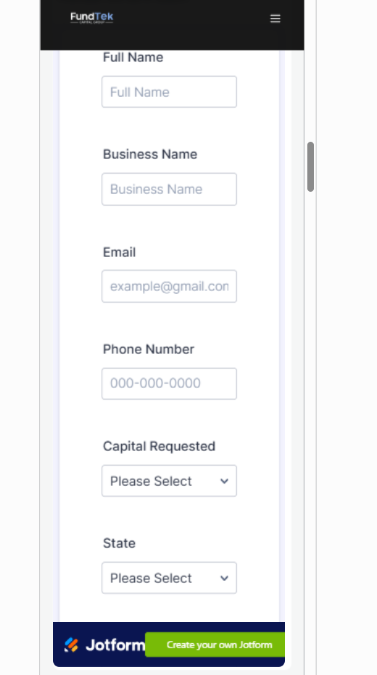 FundTek
Full Name
Full Name
Business Name
Business Name
Email
example@gmail.con
Phone Number
000-000-0000
Capital Requested
Please Select
State
Please Select
Jotform
Create your own Jotform